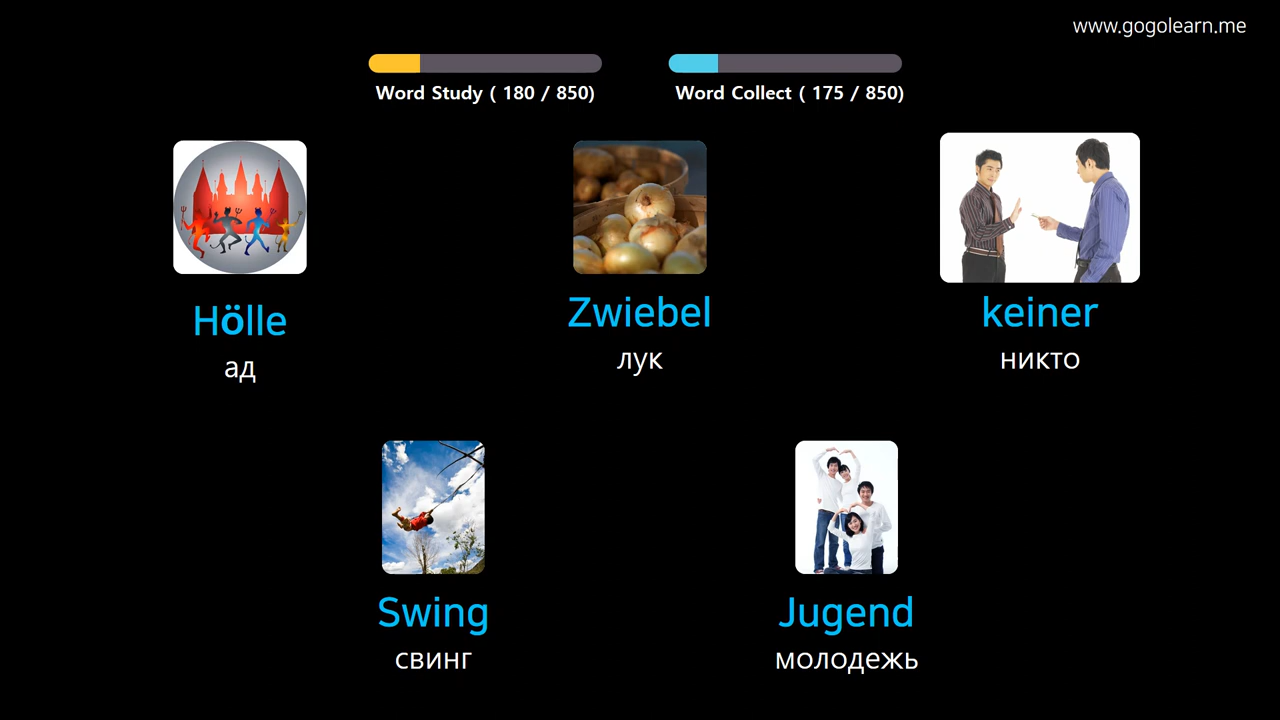 www.gogolearn.me
Word Study ( 180 / 850)
Word Collect ( 175 / 850)
Hölle
ад
Zwiebel
лук
keiner
никто
Swing
свинг
Jugend
молодежь